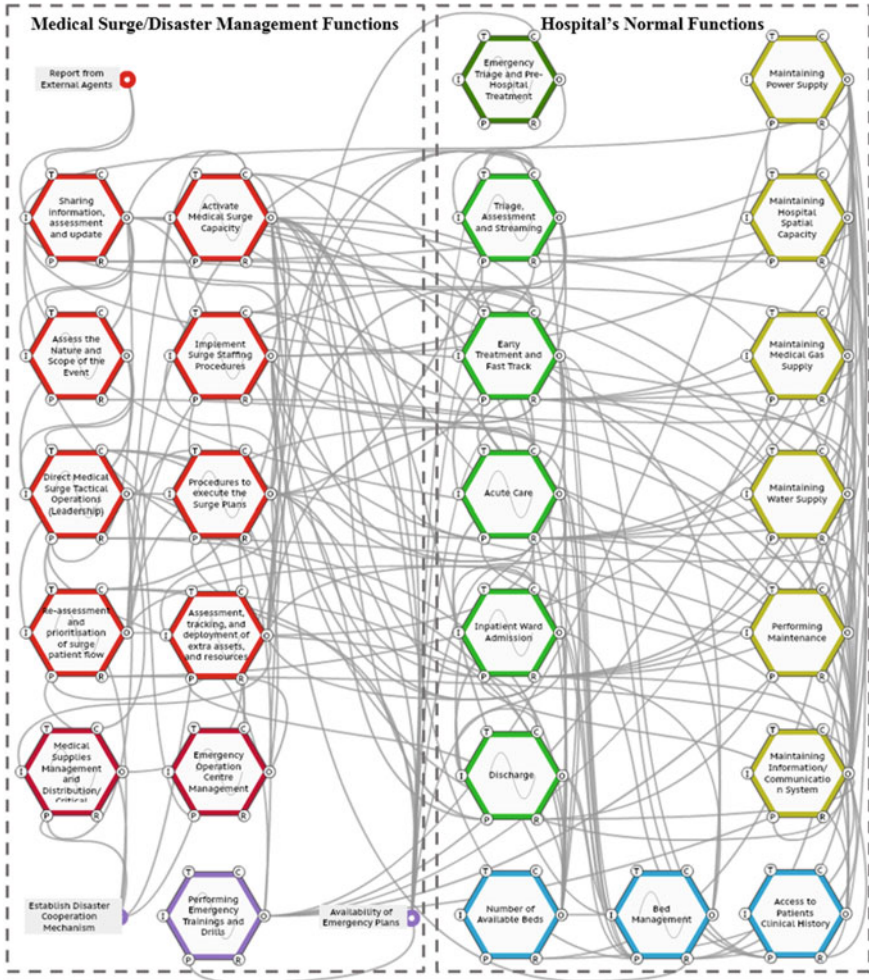 Medical Surge/Disaster Management Functions
Hospital's Normal Functions
Report from
External Agents
Sharing
Information,
assessment
and update
Activate
Medical Surge
Capacity
Assess the
Nature and
Scope of the
Event
Implement
Surge Staffing
Procedures
Direct Medical
Surge Tactical
Operations
(Leadership)
Procedures to
execute the
Surge Plans
Re-assessment
and
prioritisation
of surge
patient flow
Assessment,
tracking, and
deployment of
extra assets,
and resources
Medical
Supplies
Management
and
Distribution/
Critical
Emergency
Operation
Centre
Management
Establish Disaster
Cooperation
Mechanism
Performing
Emergency
Trainings and
Drills
Availability of
Emergency Plans
Emergency
Triage and Pre-
Hospital
Treatment
Maintaining
Power Supply
Triage,
Assessment
and Streaming
Maintaining
Hospital
Spatial
Capacity
Early
Treatment and
Fast Track
Maintaining
Medical Gas
Supply
Acute Care
Maintaining
Water Supply
Inpatient Ward
Admission
Performing
Maintenance
Discharge
Maintaining
Information/
Communicatio
n System
Number of
Available Beds
Bed
Management
Access to
Patients
Clinical History